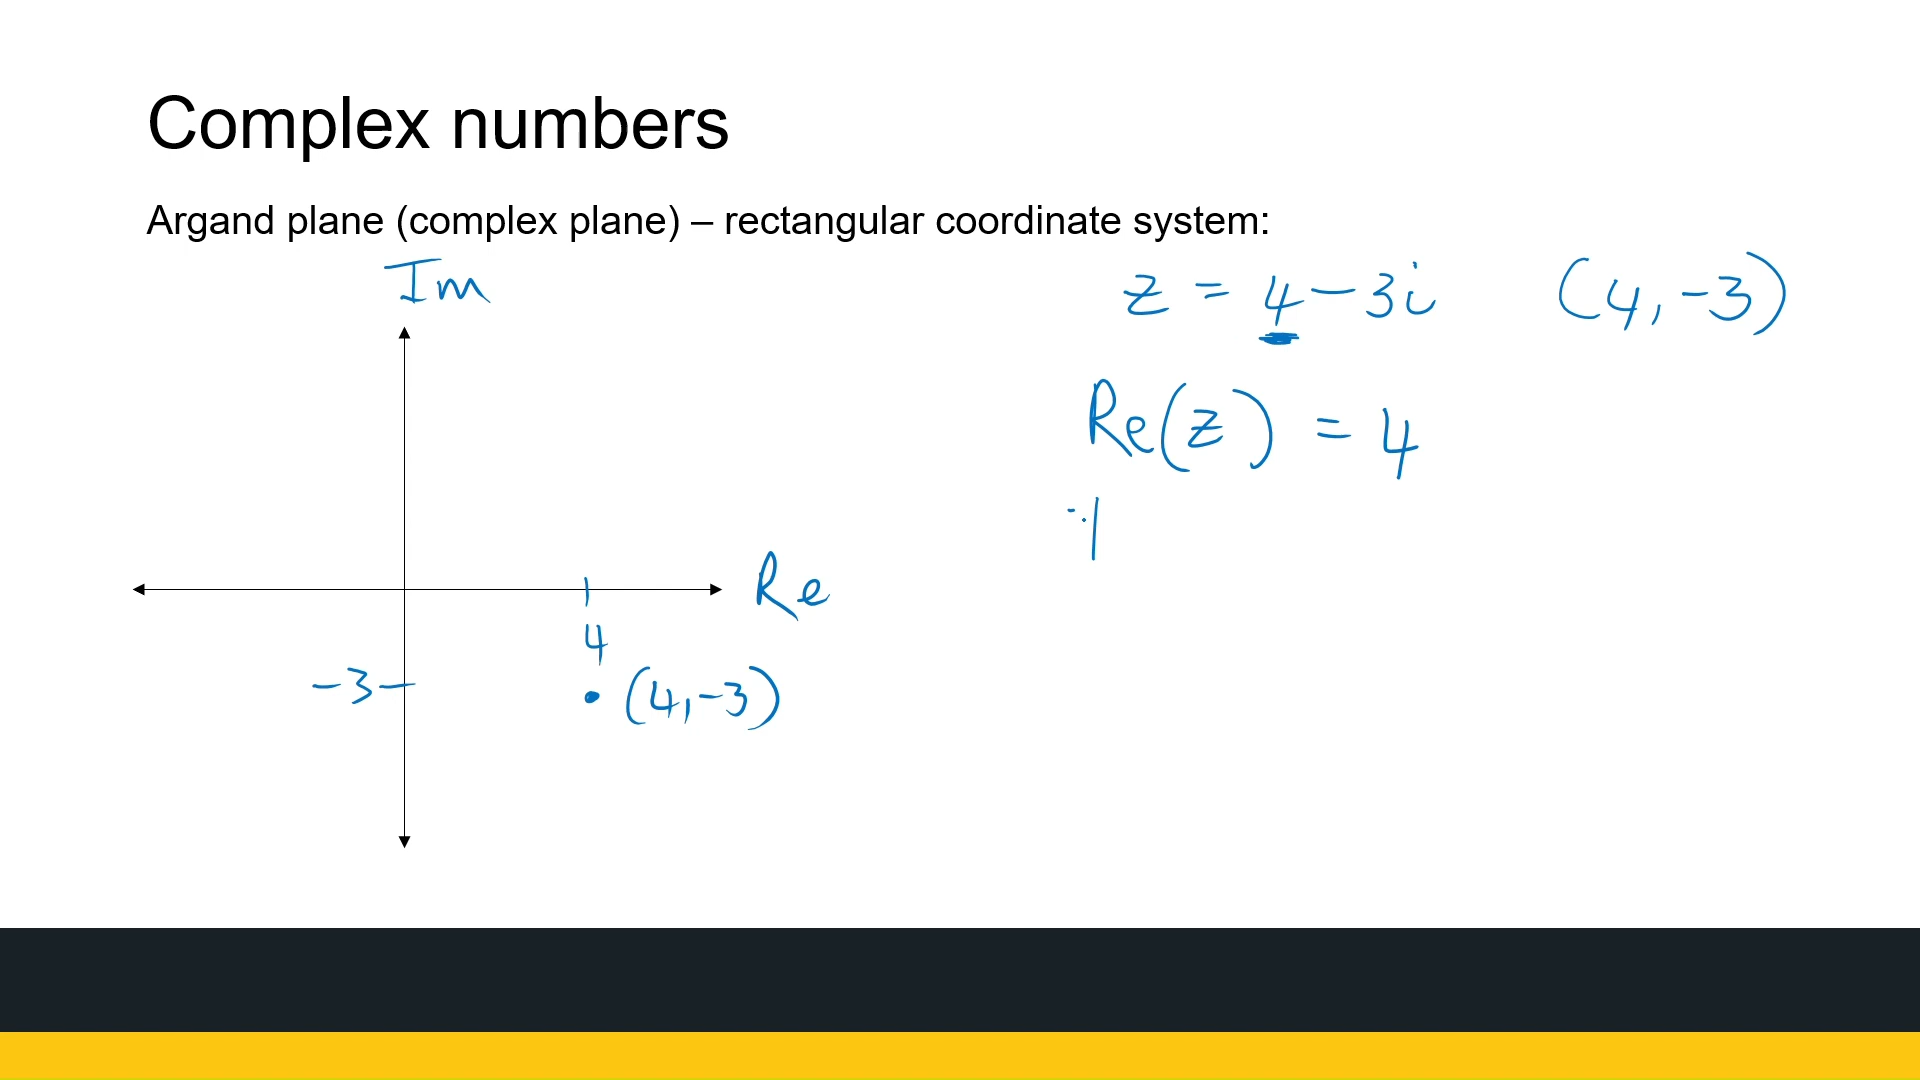 Complex numbers
Argand plane (complex plane) – rectangular coordinate system:
Im
z = 4 - 3i (4, -3)
Re(z) = 4
Re
4
-3
(4, -3)